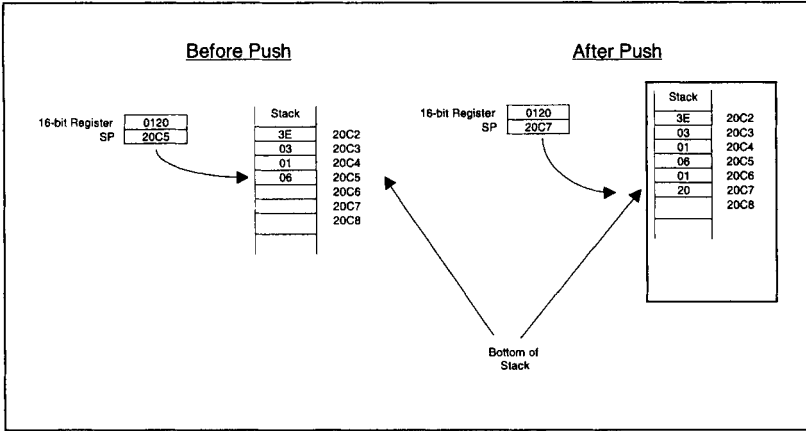 Before Push
16-bit Register 0120
SP 20C5
Stack
3E 20C2
03 20C3
01 20C4
06 20C5
20C6
20C7
20C8
After Push
16-bit Register 0120
SP 20C7
Stack
3E 20C2
03 20C3
01 20C4
06 20C5
01 20C6
20 20C7
20C8
Bottom of
Stack